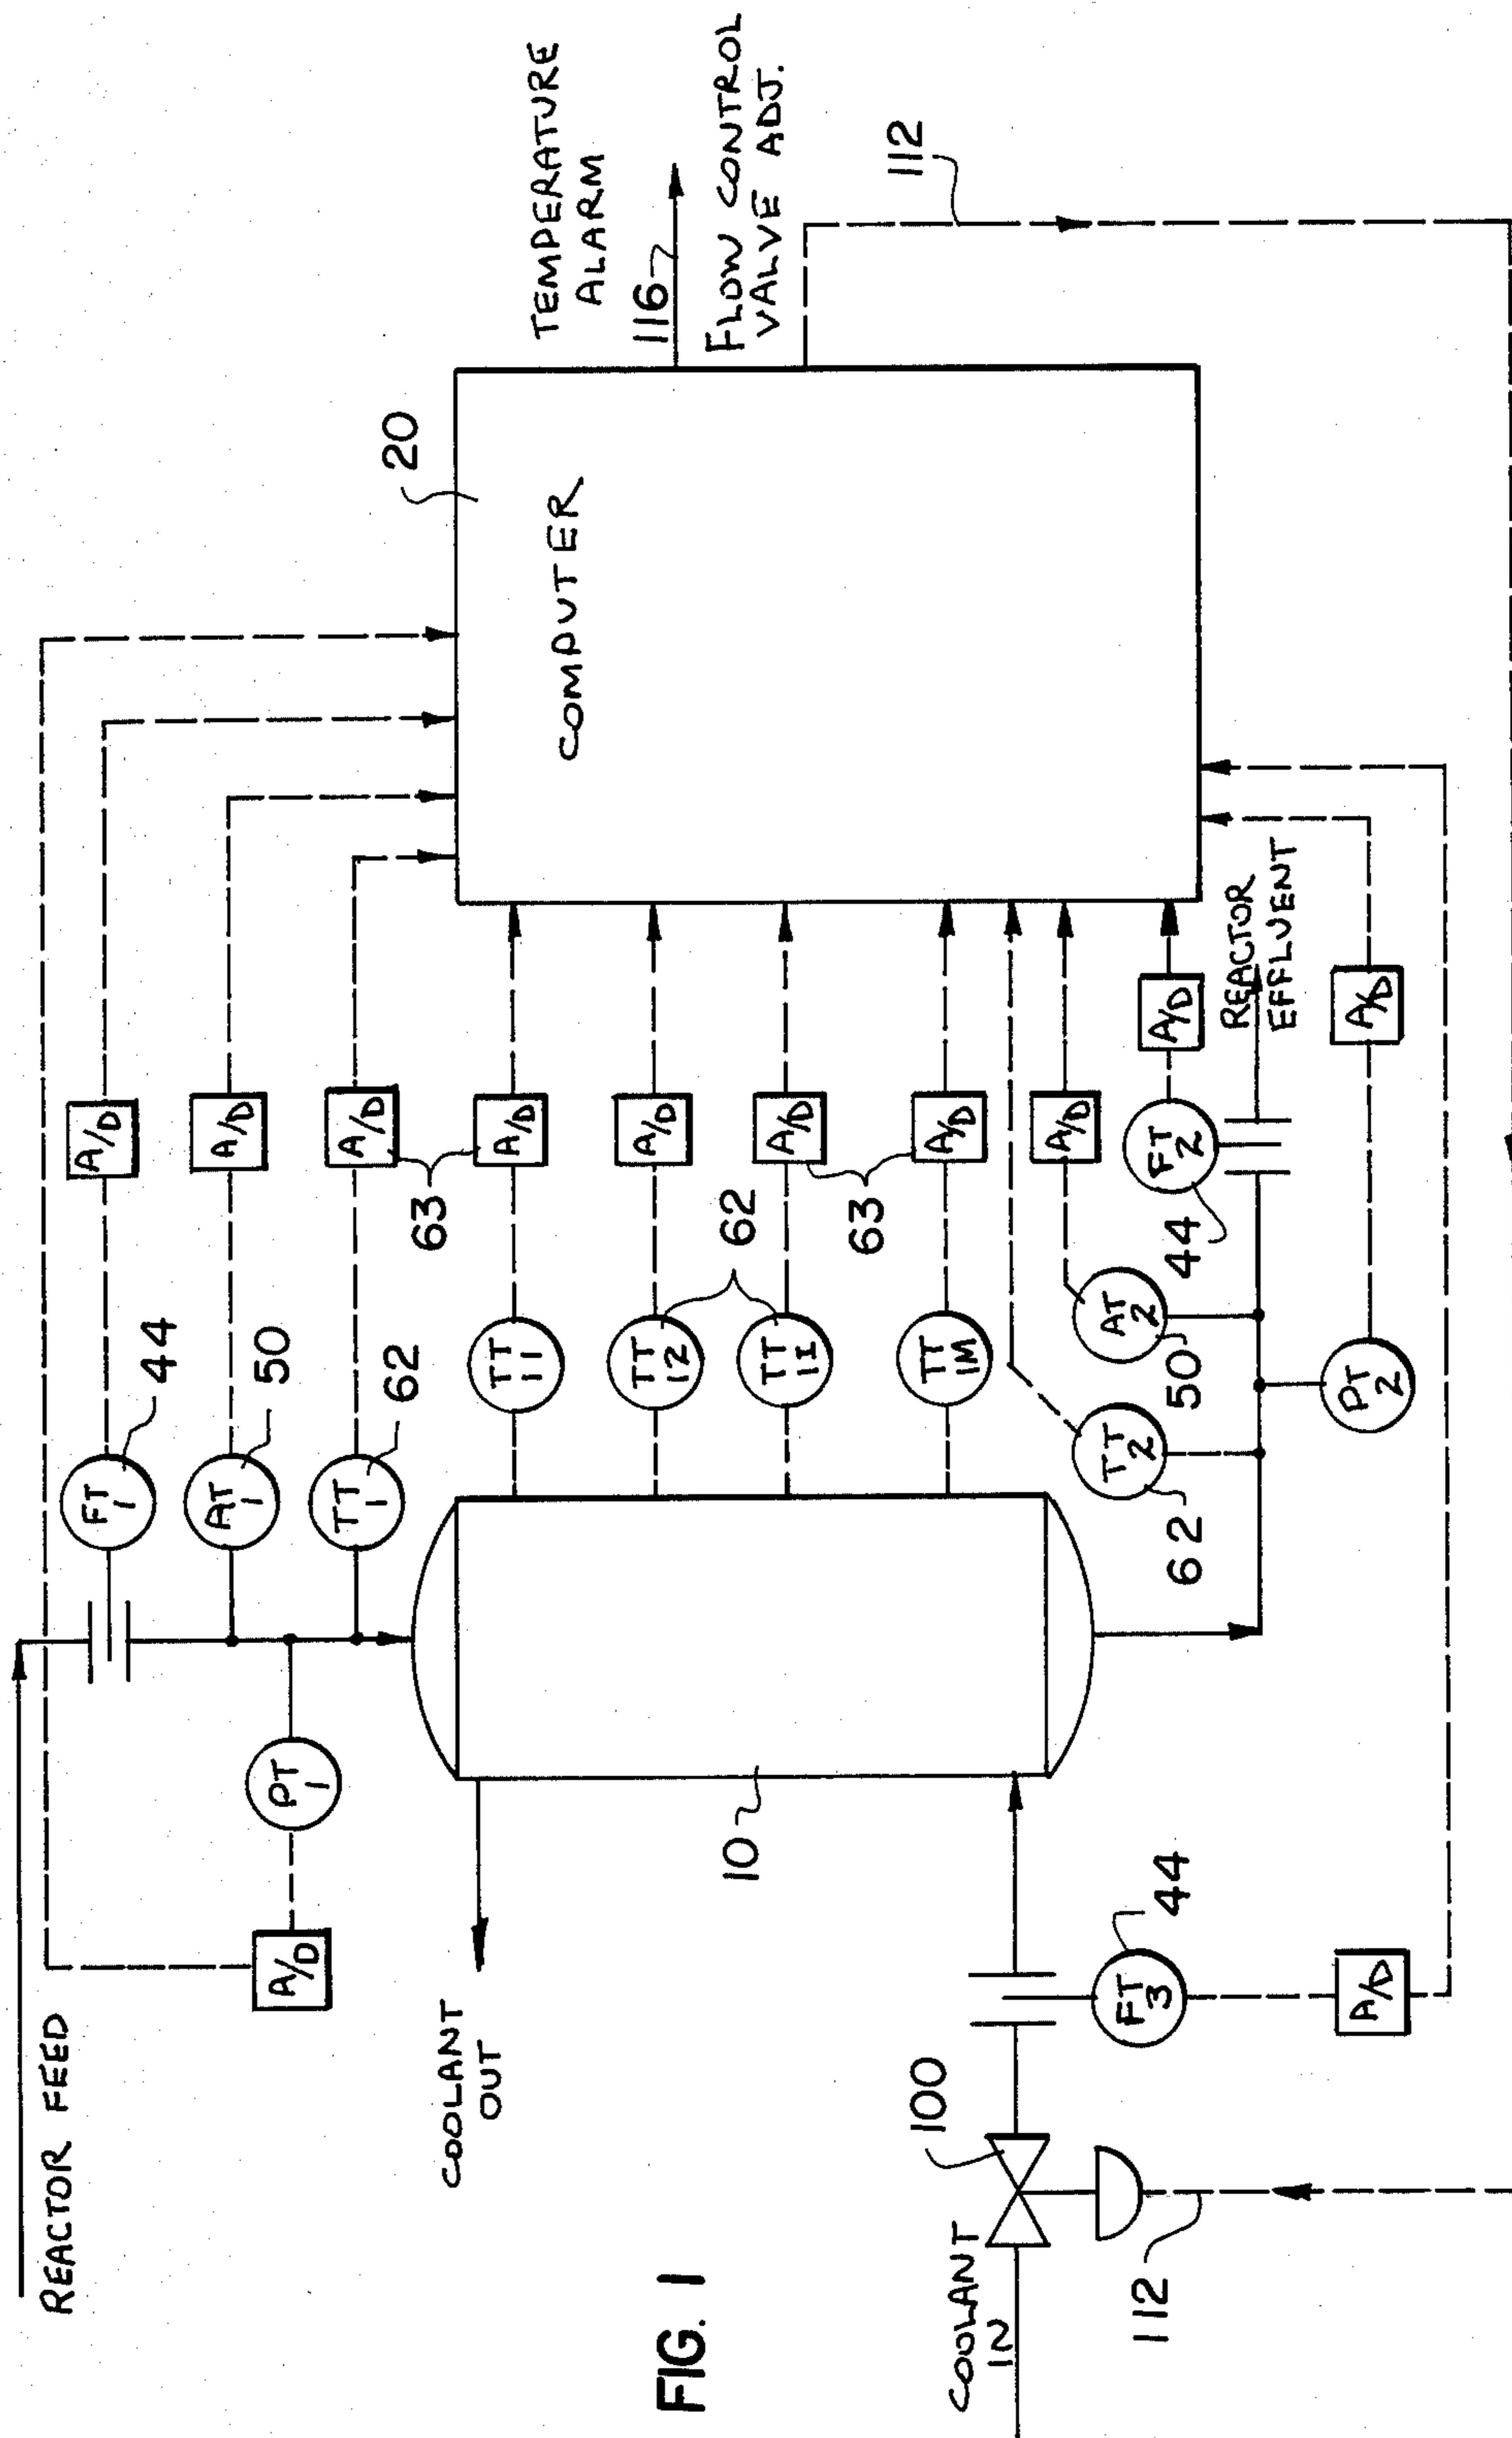 REACTOR FEED
FT
1
44
A/D
AT
1
50
A/D
A/D
PT
1
TT
1
62
A/D
63
20
COOLANT
OUT
TT
11
A/D
COMPUTER
TEMPERATURE
ALARM
116
TT
12
A/D
62
FLOW CONTROL
VALVE ADJ.
FIG. 1
10
TT
1I
A/D
63
112
TT
1M
A/D
COOLANT
12
100
TT
2
62
AT
2
50
A/D
FT
3
44
FT
2
44
A/D
REACTOR
EFFLUENT
112
A/D
PT
2
A/D